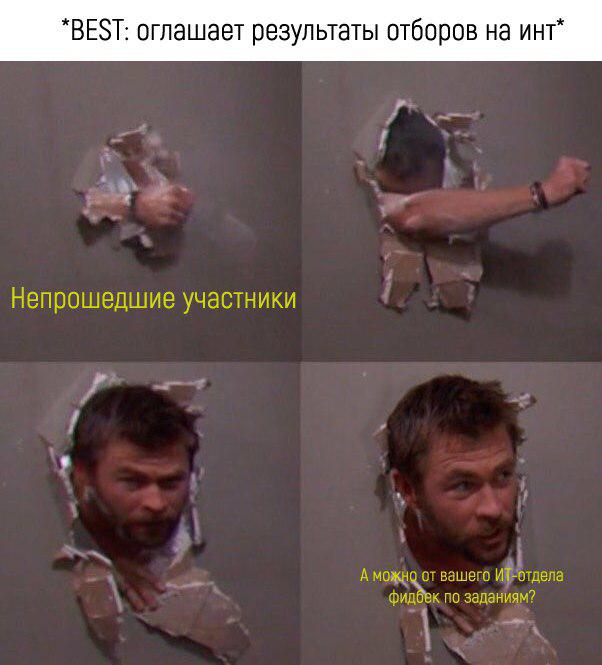 *BEST: оглашает результаты отборов на инт*
Непрошедшие участники
А можно от вашего ИТ-отдела
фидбек по заданиям?